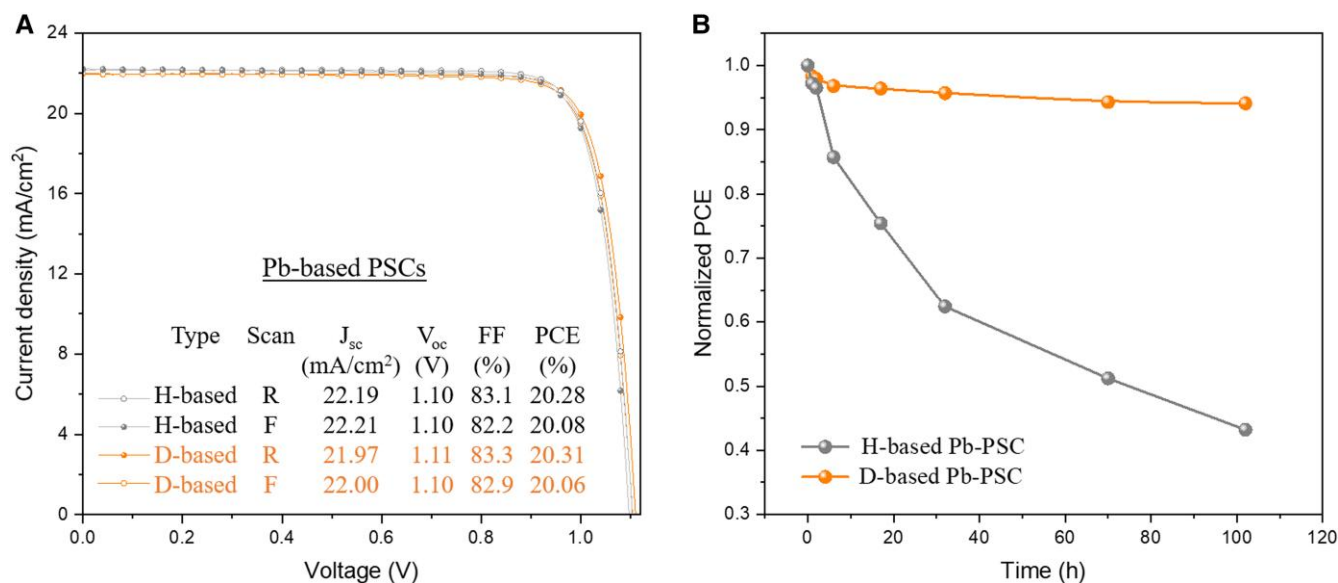 A
24
20
16
12
8
4
0
Current density (mA/cm²)
0.0 0.2 0.4 0.6 0.8 1.0
Voltage (V)
Pb-based PSCs
Type Scan Jsc Voc FF PCE
(mA/cm²) (V) (%) (%)
H-based R 22.19 1.10 83.1 20.28
H-based F 22.21 1.10 82.2 20.08
D-based R 21.97 1.11 83.3 20.31
D-based F 22.00 1.10 82.9 20.06
B
1.0
0.9
0.8
0.7
0.6
0.5
0.4
0.3
Normalized PCE
0 20 40 60 80 100 120
Time (h)
H-based Pb-PSC
D-based Pb-PSC